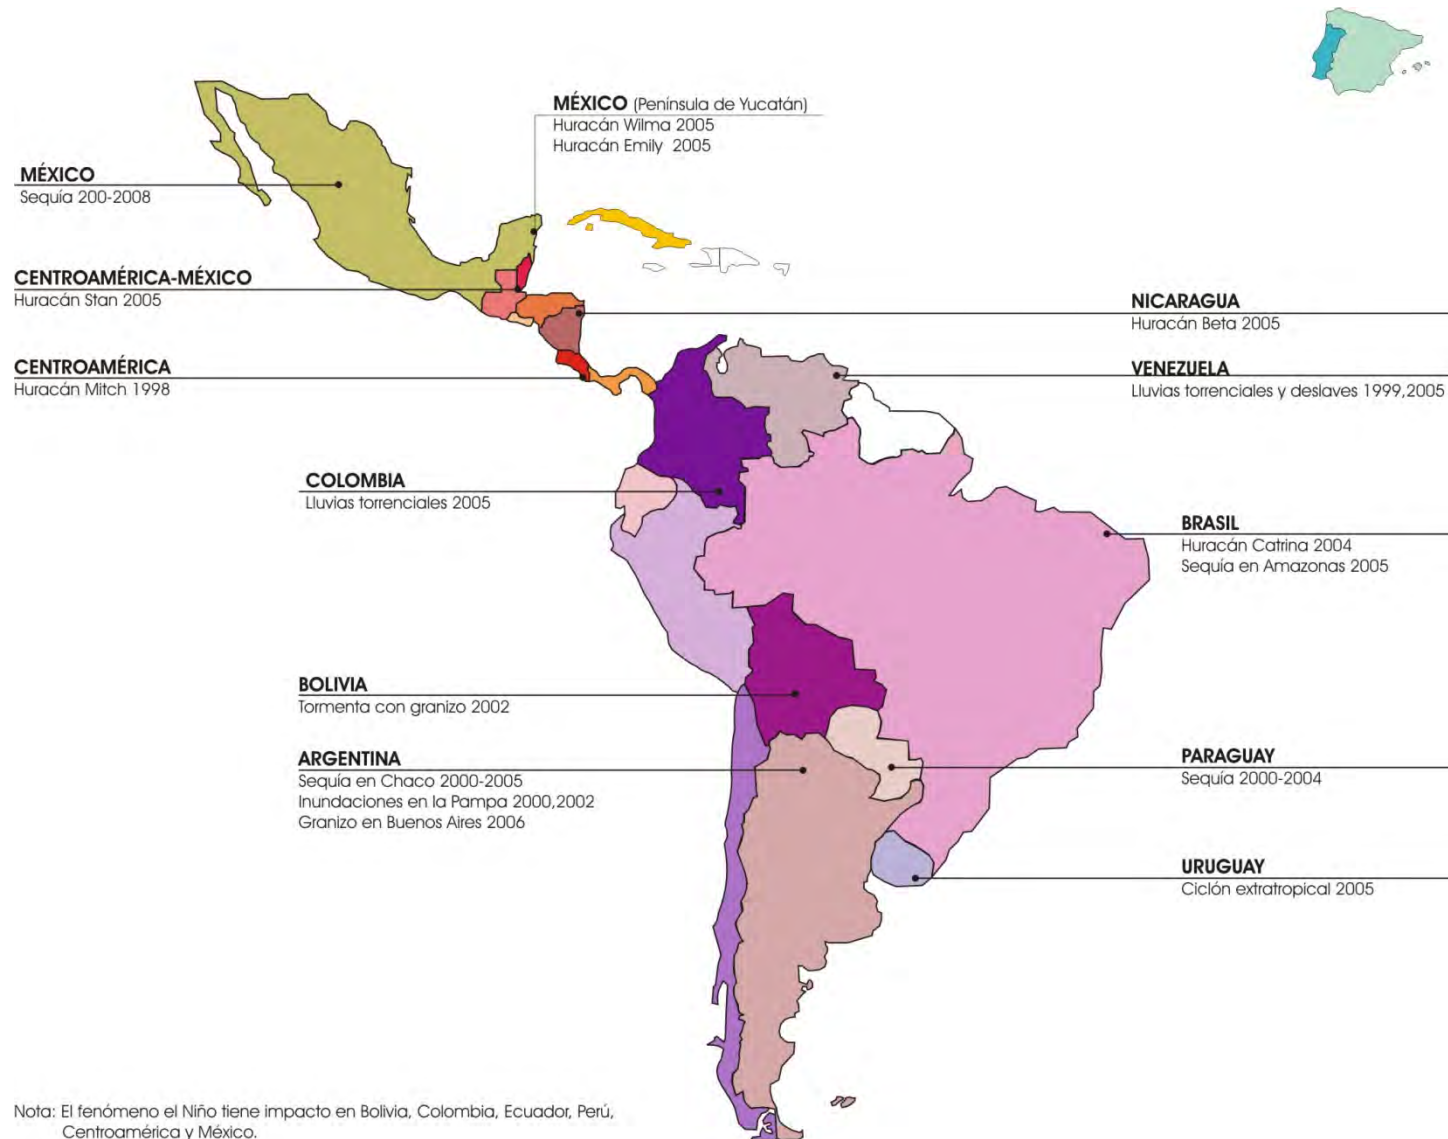 MÉXICO (Península de Yucatán)
Huracán Wilma 2005
Huracán Emily 2005
MÉXICO
Sequía 200-2008
CENTROAMÉRICA-MÉXICO
Huracán Stan 2005
NICARAGUA
Huracán Beta 2005
CENTROAMÉRICA
Huracán Mitch 1998
VENEZUELA
Lluvias torrenciales y deslaves 1999,2005
COLOMBIA
Lluvias torrenciales 2005
BRASIL
Huracán Catrina 2004
Sequía en Amazonas 2005
BOLIVIA
Tormenta con granizo 2002
ARGENTINA
Sequía en Chaco 2000-2005
Inundaciones en la Pampa 2000,2002
Granizo en Buenos Aires 2006
PARAGUAY
Sequía 2000-2004
URUGUAY
Ciclón extratropical 2005
Nota: El fenómeno el Niño tiene impacto en Bolivia, Colombia, Ecuador, Perú,
Centroamérica y México.